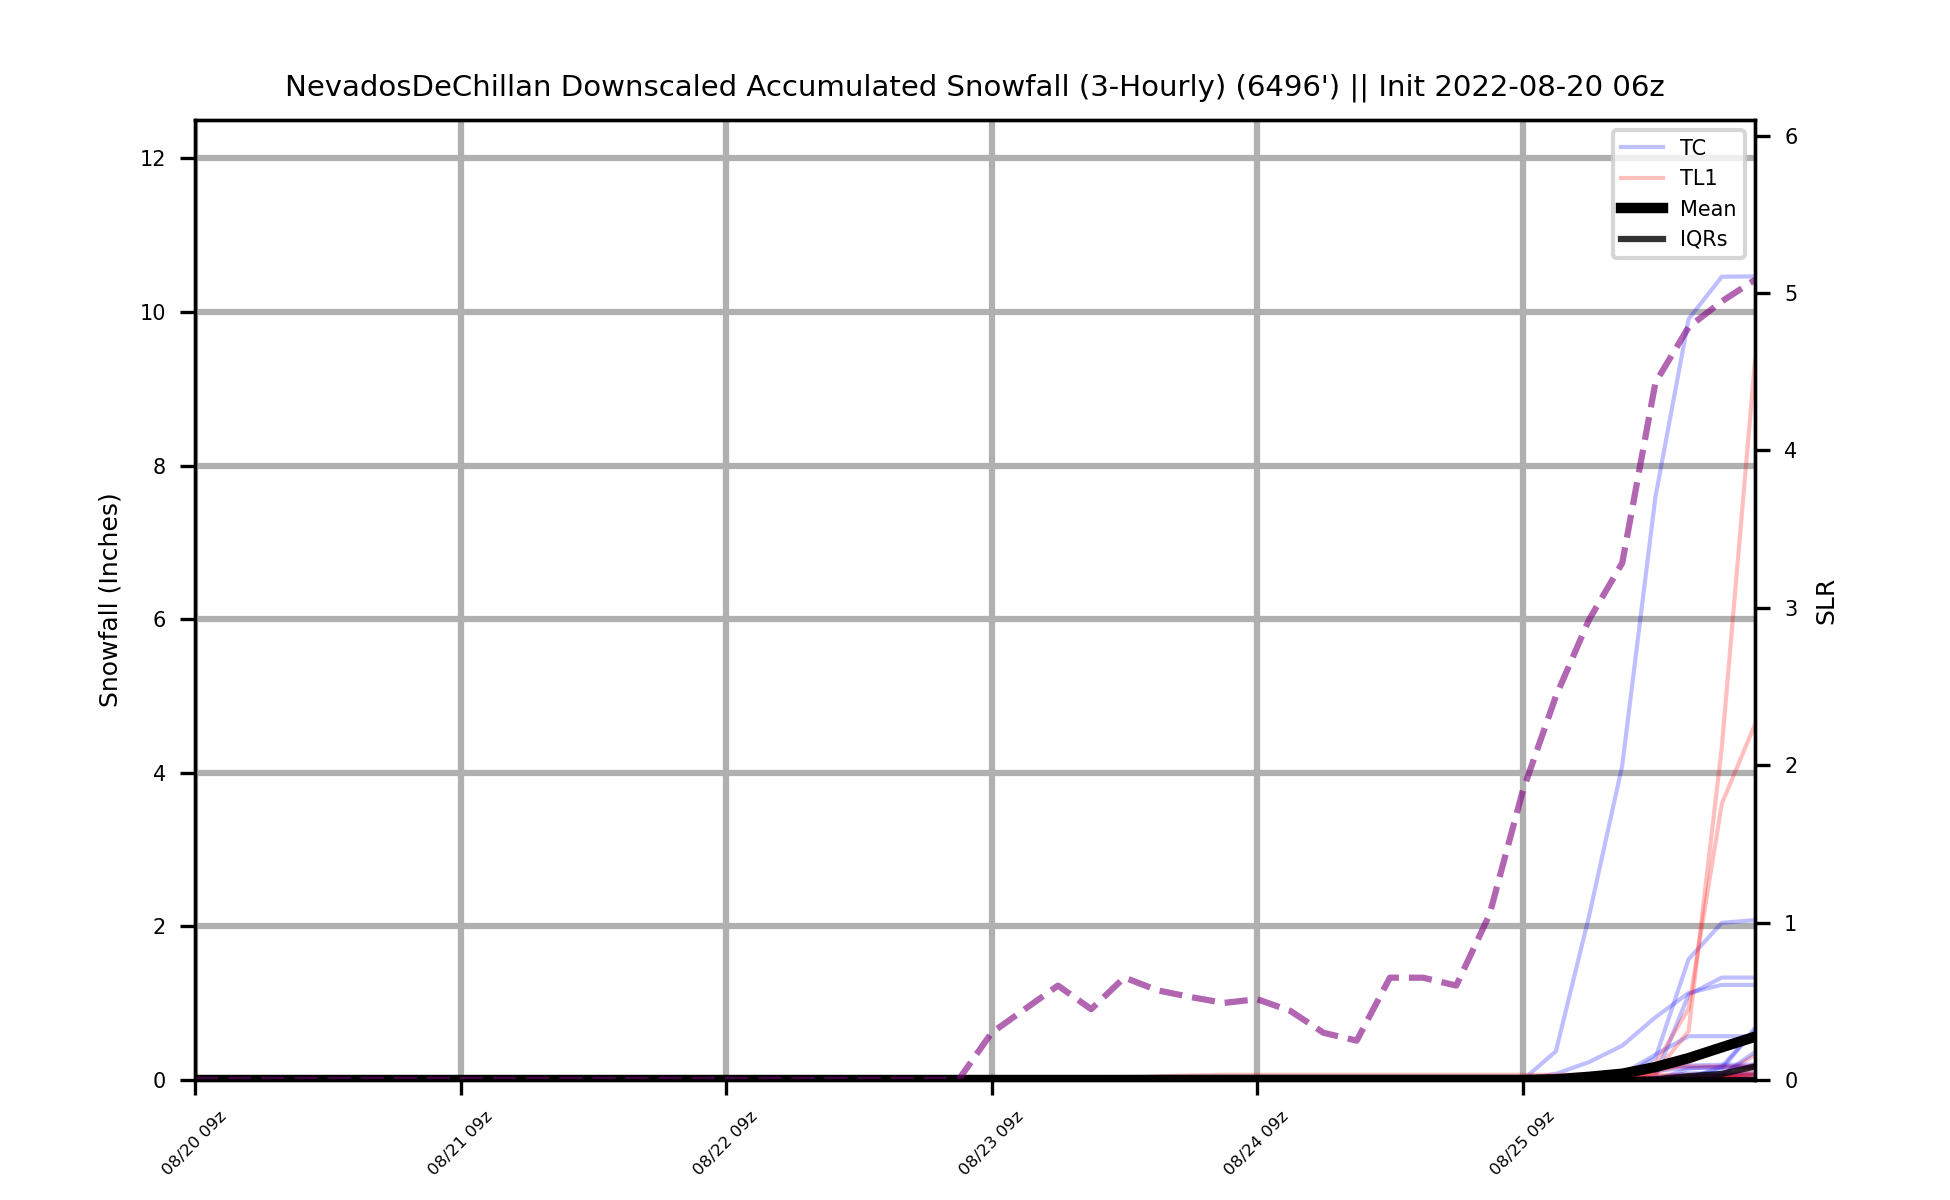 NevadosDeChillan Downscaled Accumulated Snowfall (3-Hourly) (6496') || Init 2022-08-20 06z
TC
TL1
Mean
IQRs
12
10
8
6
4
2
0
Snowfall (Inches)
6
5
4
3
2
1
0
SLR
08/20 09z
08/21 09z
08/22 09z
08/23 09z
08/24 09z
08/25 09z